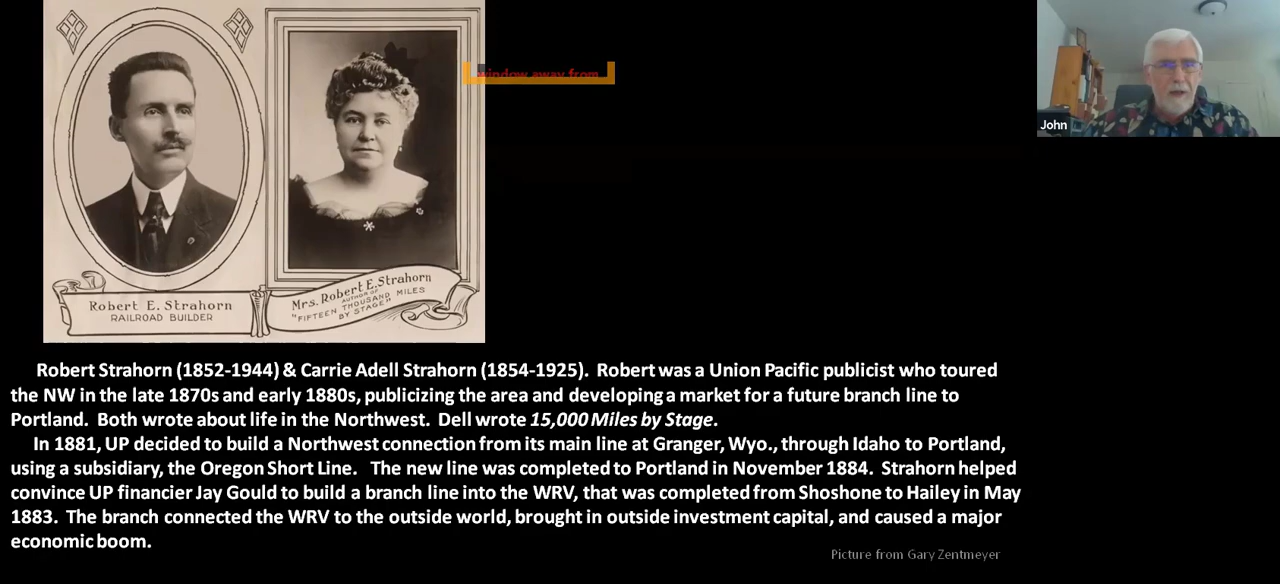 window away from
John
Robert E. Strahorn
RAILROAD BUILDER
Mrs. Robert E. Strahorn
AUTHOR OF
"FIFTEEN THOUSAND MILES
BY STAGE"
Robert Strahorn (1852-1944) & Carrie Adell Strahorn (1854-1925). Robert was a Union Pacific publicist who toured
the NW in the late 1870s and early 1880s, publicizing the area and developing a market for a future branch line to
Portland. Both wrote about life in the Northwest. Dell wrote 15,000 Miles by Stage.
In 1881, UP decided to build a Northwest connection from its main line at Granger, Wyo., through Idaho to Portland,
using a subsidiary, the Oregon Short Line. The new line was completed to Portland in November 1884. Strahorn helped
convince UP financier Jay Gould to build a branch line into the WRV, that was completed from Shoshone to Hailey in May
1883. The branch connected the WRV to the outside world, brought in outside investment capital, and caused a major
economic boom.
Picture from Gary Zentmeyer